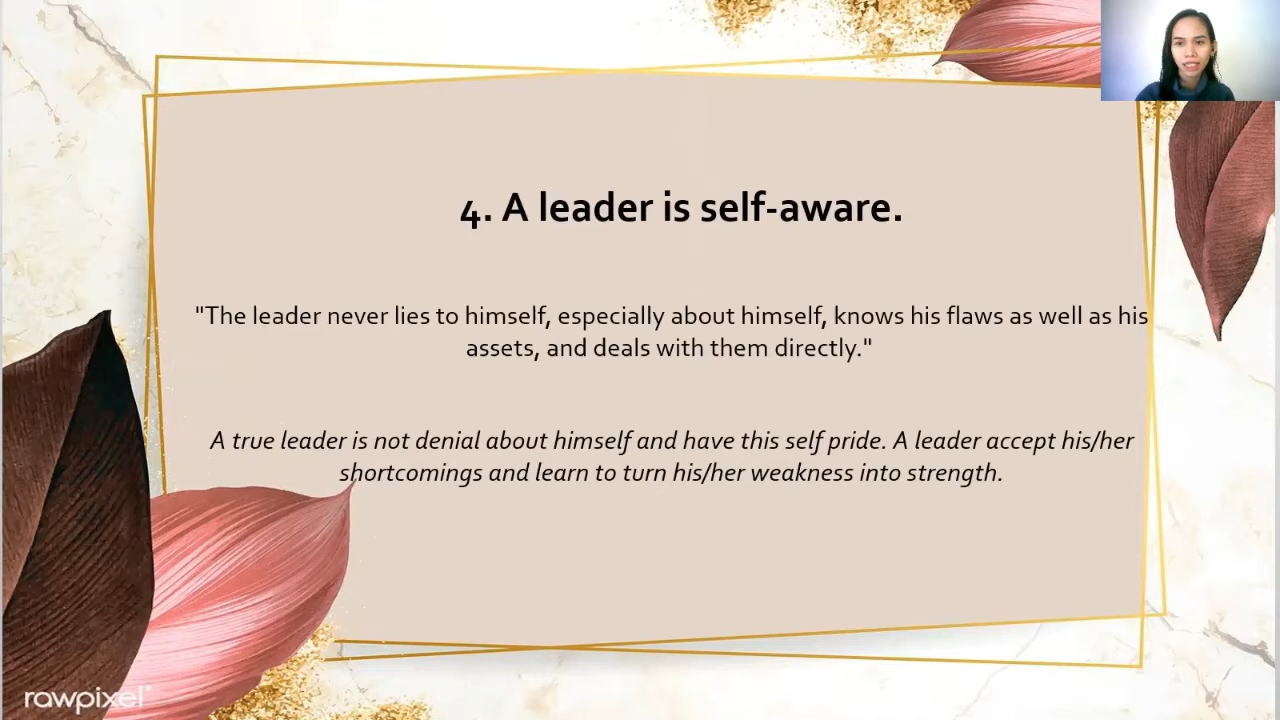 4. A leader is self-aware.
"The leader never lies to himself, especially about himself, knows his flaws as well as his
assets, and deals with them directly."
A true leader is not denial about himself and have this self pride. A leader accept his/her
shortcomings and learn to turn his/her weakness into strength.
rawpixel